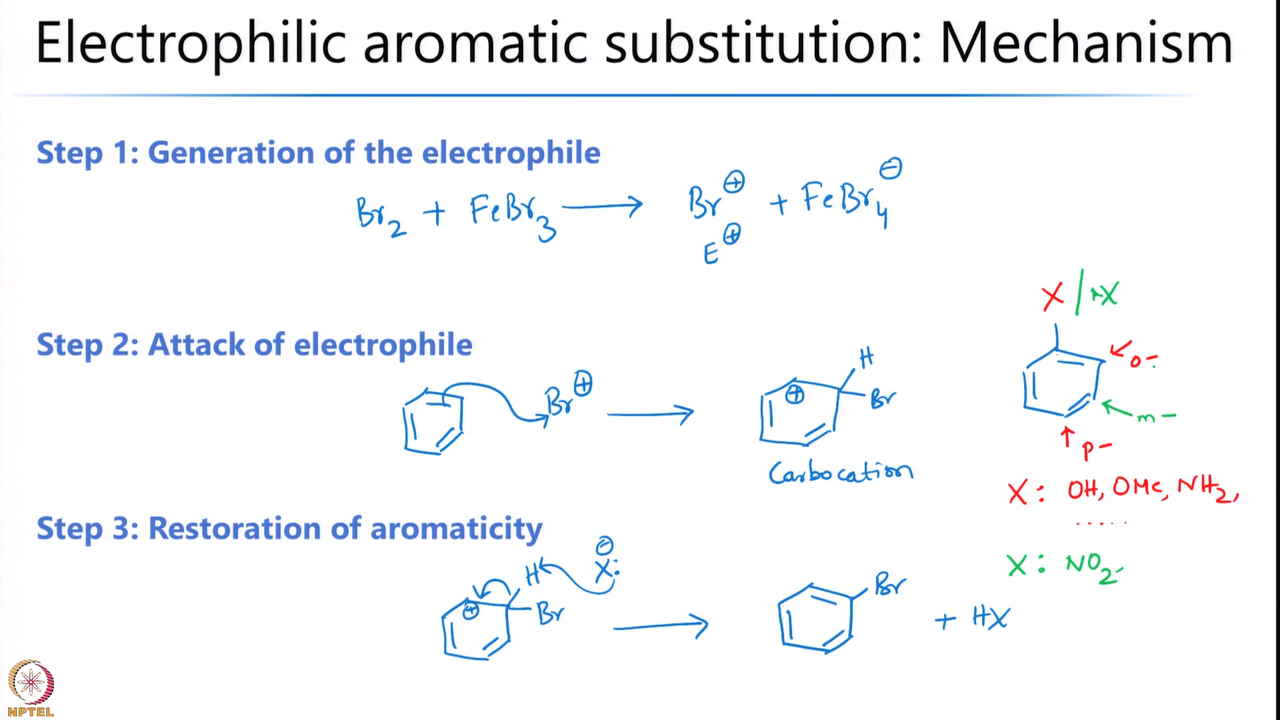 Electrophilic aromatic substitution: Mechanism
Step 1: Generation of the electrophile
Br2 + FeBr3 → Br⊕ + FeBr4⊖
E⊕
Step 2: Attack of electrophile
Br⊕
H
⊕
Br
Carbocation
Step 3: Restoration of aromaticity
⊖
H X:
⊕
Br
Br
+ HX
X / X
o-
m-
p-
X: OH, OMe, NH2,
.....
X: NO2
NPTEL